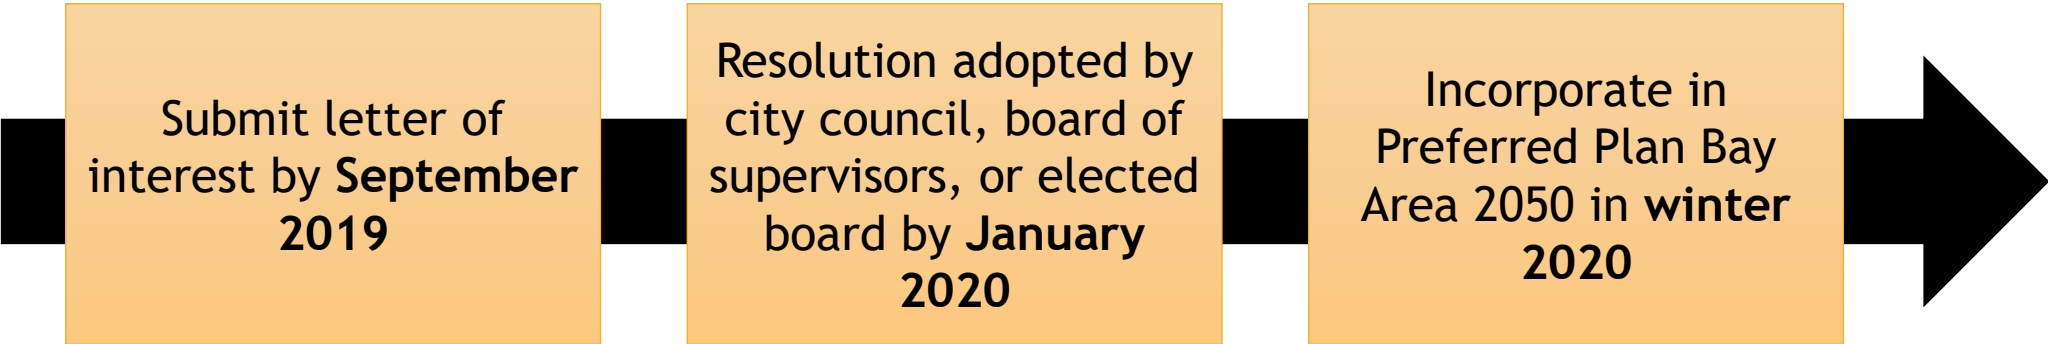 Submit letter of
interest by September
2019
Resolution adopted by
city council, board of
supervisors, or elected
board by January
2020
Incorporate in
Preferred Plan Bay
Area 2050 in winter
2020